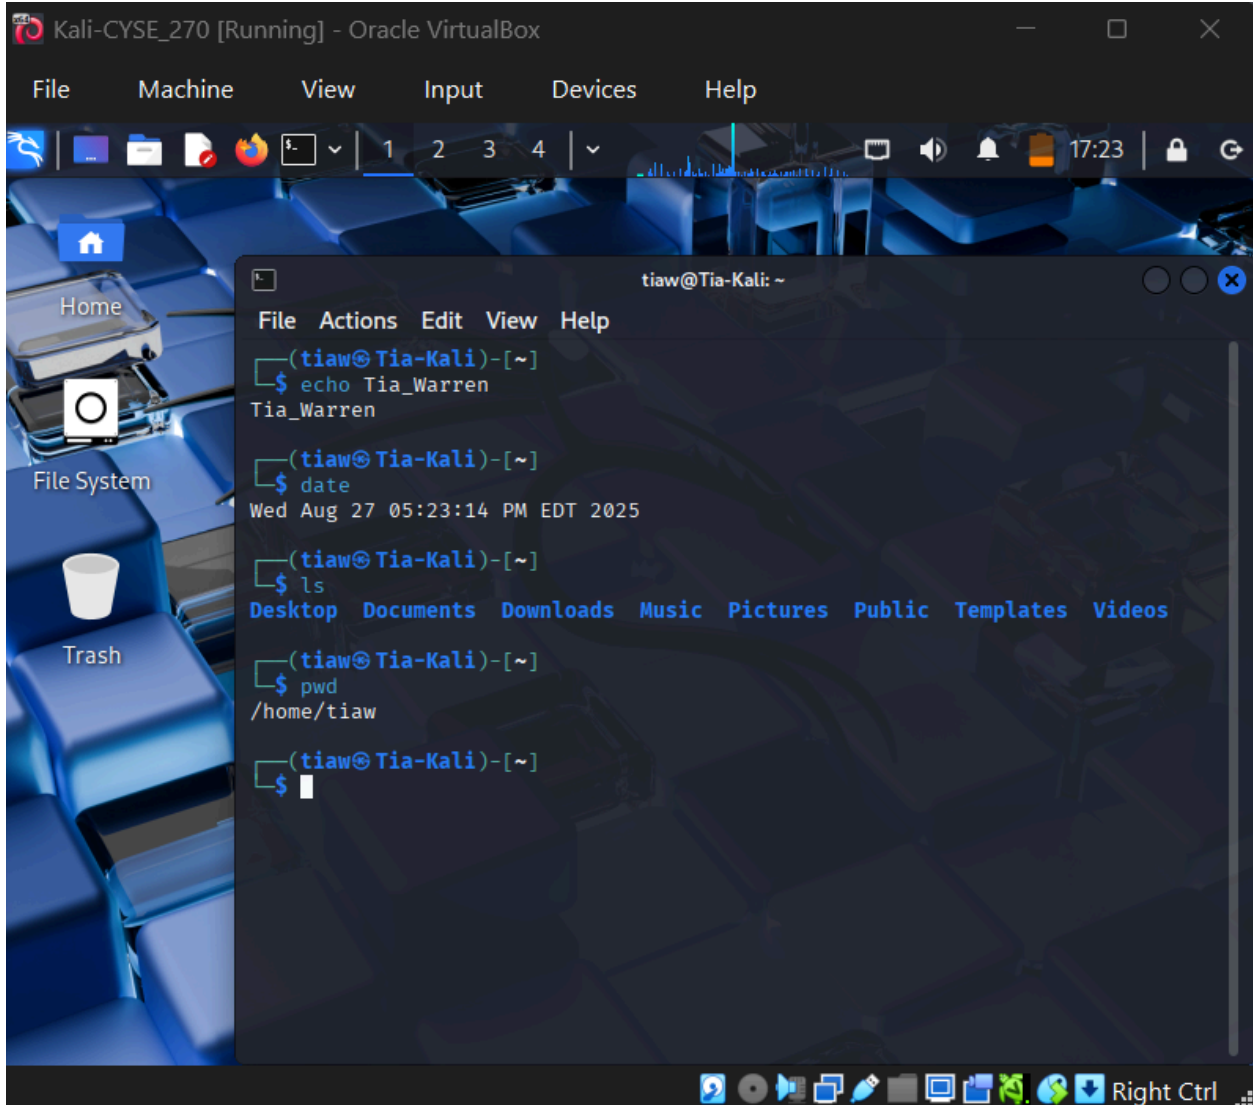 Kali-CYSE_270 [Running] - Oracle VirtualBox
File Machine View Input Devices Help
1 2 3 4 17:23
Home
File System
Trash
tiaw@Tia-Kali: ~
File Actions Edit View Help
┌──(tiaw㉿Tia-Kali)-[~]
└─$ echo Tia_Warren
Tia_Warren
┌──(tiaw㉿Tia-Kali)-[~]
└─$ date
Wed Aug 27 05:23:14 PM EDT 2025
┌──(tiaw㉿Tia-Kali)-[~]
└─$ ls
Desktop Documents Downloads Music Pictures Public Templates Videos
┌──(tiaw㉿Tia-Kali)-[~]
└─$ pwd
/home/tiaw
┌──(tiaw㉿Tia-Kali)-[~]
└─$
Right Ctrl